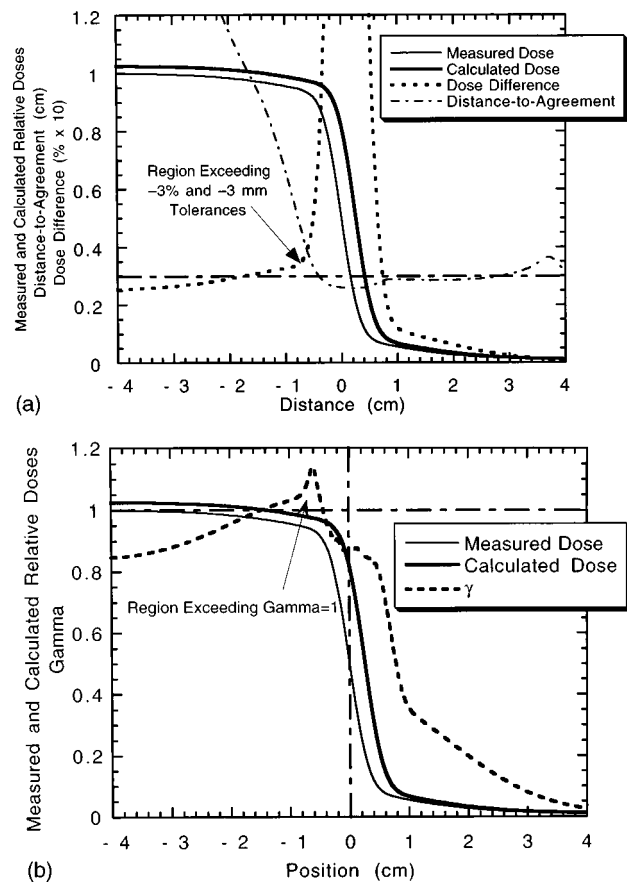 Measured and Calculated Relative Doses
Distance-to-Agreement (cm)
Dose Difference (% x 10)
1.2
1
0.8
0.6
0.4
0.2
0
Measured Dose
Calculated Dose
Dose Difference
Distance-to-Agreement
Region Exceeding
~3% and ~3 mm
Tolerances
- 4 - 3 - 2 - 1 0 1 2 3 4
(a)
Distance (cm)
Measured and Calculated Relative Doses
Gamma
1.2
1
0.8
0.6
0.4
0.2
0
Measured Dose
Calculated Dose
γ
Region Exceeding Gamma=1
- 4 - 3 - 2 - 1 0 1 2 3 4
(b)
Position (cm)